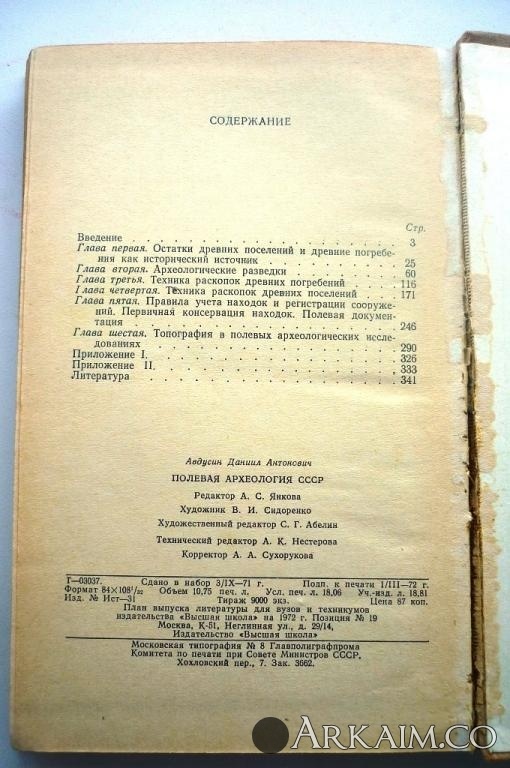 СОДЕРЖАНИЕ
Стр.
Введение . . . . . . . . . . . . . . 3
Глава первая. Остатки древних поселений и древние погребе-
ния как исторический источник . . . . . . . 25
Глава вторая. Археологические разведки . . . . . . 60
Глава третья. Техника раскопок древних погребений . . . 116
Глава четвертая. Техника раскопок древних поселений . . 171
Глава пятая. Правила учета находок и регистрации сооруже-
ний. Первичная консервация находок. Полевая докумен-
тация . . . . . . . . . . . . . . 246
Глава шестая. Топография в полевых археологических иссле-
дованиях . . . . . . . . . . . . . 290
Приложение I. . . . . . . . . . . . . 326
Приложение II. . . . . . . . . . . . . 333
Литература . . . . . . . . . . . . . 341
Авдусин Даниил Антонович
ПОЛЕВАЯ АРХЕОЛОГИЯ СССР
Редактор А. С. Янкова
Художник В. И. Сидоренко
Художественный редактор С. Г. Абелин
Технический редактор А. К. Нестерова
Корректор А. А. Сухорукова
Т—03037. Сдано в набор 3/IX—71 г. Подп. к печати 1/III—72 г.
Формат 84×108¹/₃₂ Объем 10,75 печ. л. Усл. печ. л. 18,06 Уч.-изд. л. 18,81
Изд. № Ист—31 Тираж 9000 экз. Цена 87 коп.
План выпуска литературы для вузов и техникумов
издательства «Высшая школа» на 1972 г. Позиция № 19
Москва, К-51, Неглинная ул., д. 29/14,
Издательство «Высшая школа»
Московская типография № 8 Главполиграфпрома
Комитета по печати при Совете Министров СССР,
Хохловский пер., 7. Зак. 3662.
ARKAIM.CO